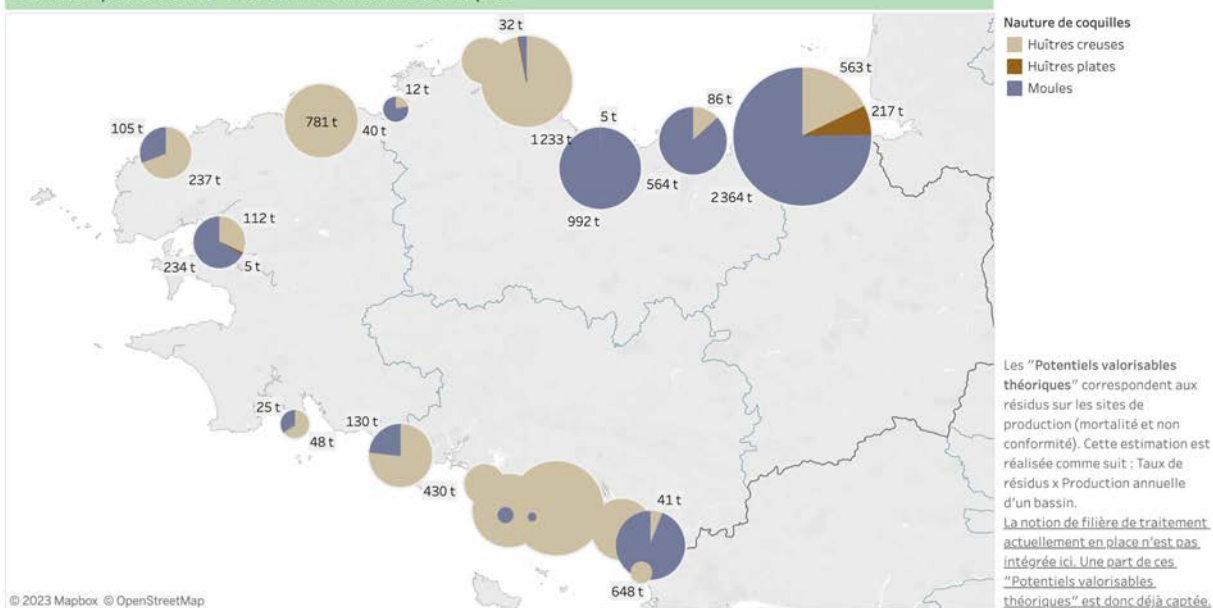 32 t
12 t
40 t
781 t
105 t
237 t
1233 t
5 t
992 t
86 t
564 t
563 t
217 t
2364 t
112 t
234 t
5 t
25 t
48 t
130 t
430 t
41 t
648 t
© 2023 Mapbox © OpenStreetMap
Nauture de coquilles
Huîtres creuses
Huîtres plates
Moules
Les "Potentiels valorisables
théoriques" correspondent aux
résidus sur les sites de
production (mortalité et non
conformité). Cette estimation est
réalisée comme suit : Taux de
résidus x Production annuelle
d'un bassin.
La notion de filière de traitement
actuellement en place n'est pas
intégrée ici. Une part de ces
"Potentiels valorisables
théoriques" est donc déjà captée.